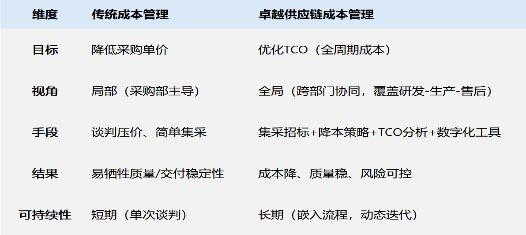 维度 传统成本管理 卓越供应链成本管理
目标 降低采购单价 优化TCO（全周期成本）
视角 局部（采购部主导） 全局（跨部门协同，覆盖研发-生产-售后）
手段 谈判压价、简单集采 集采招标+降本策略+TCO分析+数字化工具
结果 易牺牲质量/交付稳定性 成本降、质量稳、风险可控
可持续性 短期（单次谈判） 长期（嵌入流程，动态迭代）